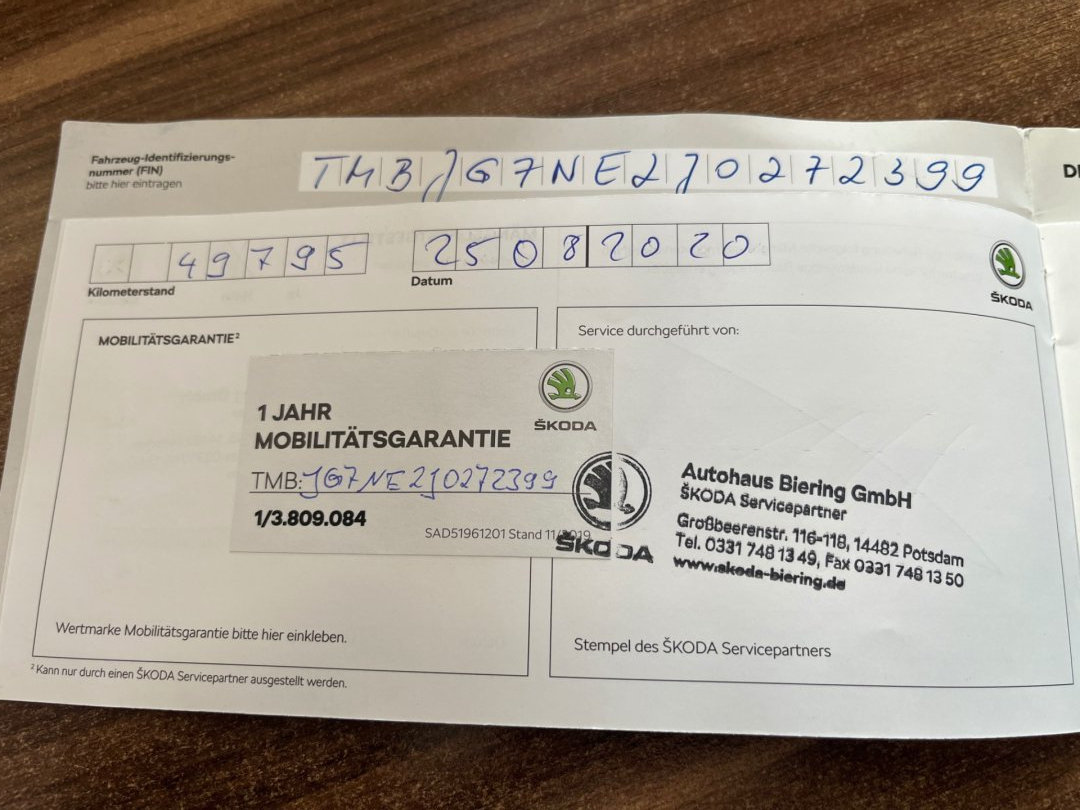 Fahrzeug-Identifizierungs-
nummer (FIN)
bitte hier eintragen
TMBJG7NE2J0272399
49795
Kilometerstand
25082020
Datum
ŠKODA
MOBILITÄTSGARANTIE²
1 JAHR
MOBILITÄTSGARANTIE
ŠKODA
TMB:JG7NE2J0272399
1/3.809.084
SAD51961201 Stand 11/2019
Wertmarke Mobilitätsgarantie bitte hier einkleben.
² Kann nur durch einen ŠKODA Servicepartner ausgestellt werden.
Service durchgeführt von:
ŠKODA
Autohaus Biering GmbH
ŠKODA Servicepartner
Großbeerenstr. 116-118, 14482 Potsdam
Tel. 0331 748 13 49, Fax 0331 748 13 50
www.skoda-biering.de
Stempel des ŠKODA Servicepartners